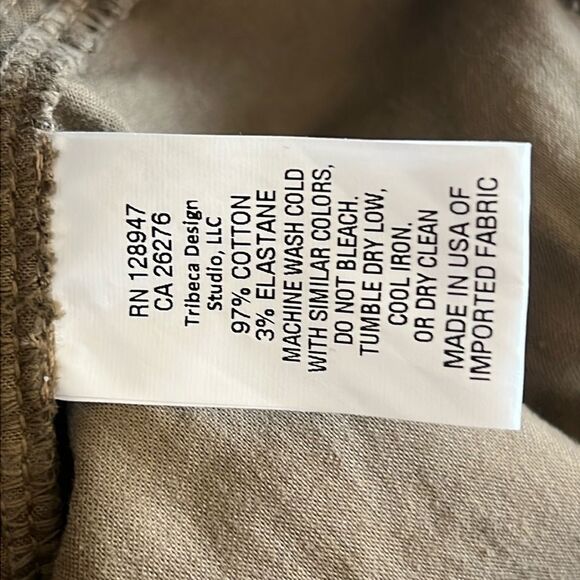 RN 128947
CA 26276
Tribeca Design
Studio, LLC
97% COTTON
3% ELASTANE
MACHINE WASH COLD
WITH SIMILAR COLORS,
DO NOT BLEACH.
TUMBLE DRY LOW,
COOL IRON,
OR DRY CLEAN
MADE IN USA OF
IMPORTED FABRIC